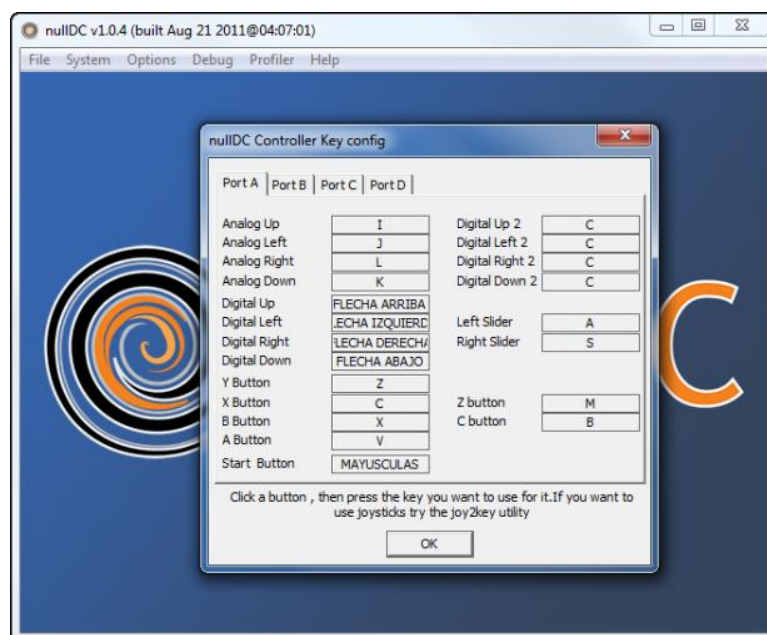 nullDC v1.0.4 (built Aug 21 2011@04:07:01)
File System Options Debug Profiler Help
nullDC Controller Key config
Port A Port B Port C Port D
Analog Up I Digital Up 2 C
Analog Left J Digital Left 2 C
Analog Right L Digital Right 2 C
Analog Down K Digital Down 2 C
Digital Up FLECHA ARRIBA
Digital Left .ECHA IZQUIERD Left Slider A
Digital Right LECHA DERECHA Right Slider S
Digital Down FLECHA ABAJO
Y Button Z
X Button C Z button M
B Button X C button B
A Button V
Start Button MAYUSCULAS
Click a button , then press the key you want to use for it.If you want to
use joysticks try the joy2key utility
OK
C